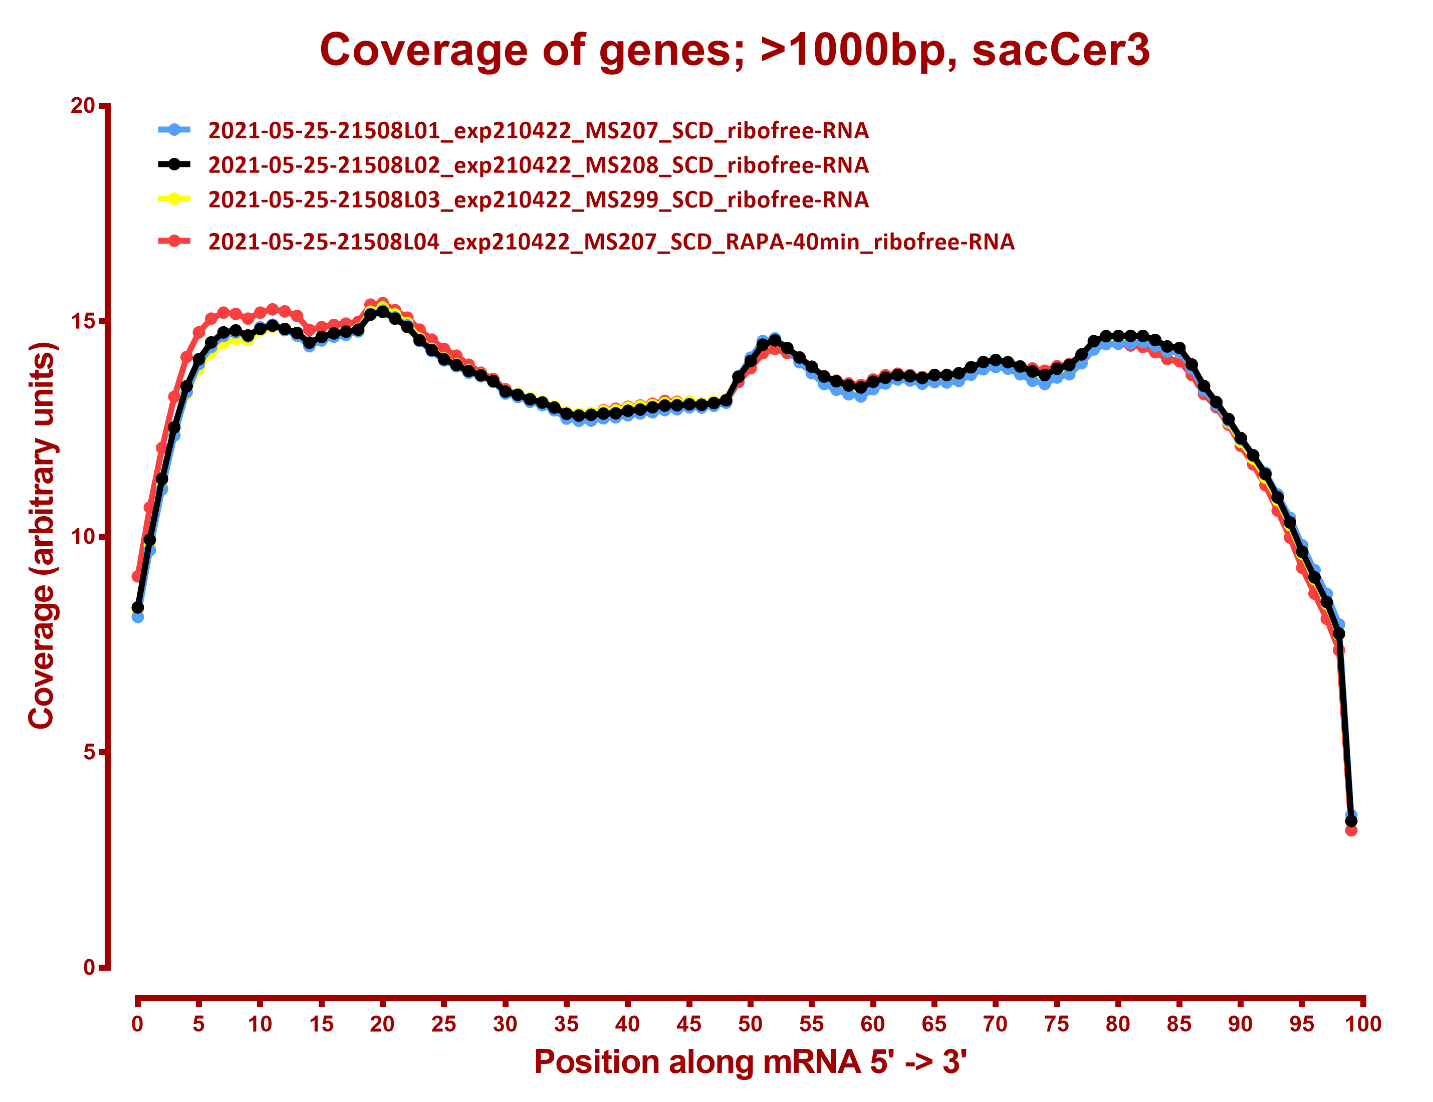 Coverage of genes; >1000bp, sacCer3
2021-05-25-21508L01_exp210422_MS207_SCD_ribofree-RNA
2021-05-25-21508L02_exp210422_MS208_SCD_ribofree-RNA
2021-05-25-21508L03_exp210422_MS299_SCD_ribofree-RNA
2021-05-25-21508L04_exp210422_MS207_SCD_RAPA-40min_ribofree-RNA
Coverage (arbitrary units)
20
15
10
5
0
0 5 10 15 20 25 30 35 40 45 50 55 60 65 70 75 80 85 90 95 100
Position along mRNA 5' -> 3'